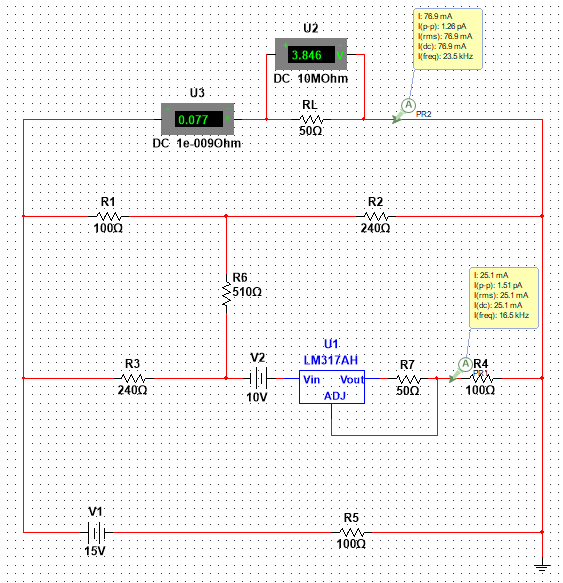 I: 76.9 mA
I(p-p): 1.26 pA
I(rms): 76.9 mA
I(dc): 76.9 mA
I(freq): 23.5 kHz
U2
3.846 V
DC 10MOhm
A
PR2
U3
0.077
DC 1e-009Ohm
RL
50Ω
R1
100Ω
R2
240Ω
R6
510Ω
I: 25.1 mA
I(p-p): 1.51 pA
I(rms): 25.1 mA
I(dc): 25.1 mA
I(freq): 16.5 kHz
U1
LM317AH
Vin Vout
ADJ
R3
240Ω
V2
10V
R7
50Ω
A
PR1
R4
100Ω
V1
15V
R5
100Ω